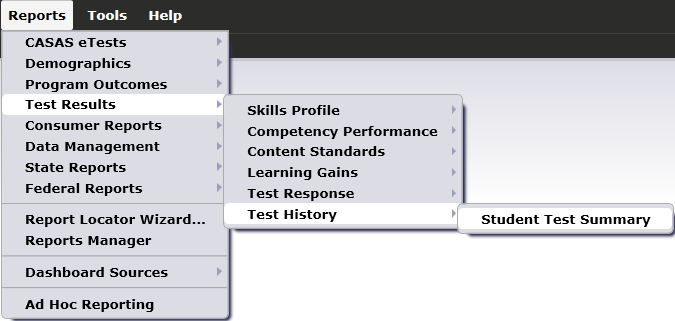 Reports Tools Help
CASAS eTests
Demographics
Program Outcomes
Test Results
Consumer Reports
Data Management
State Reports
Federal Reports
Report Locator Wizard...
Reports Manager
Dashboard Sources
Ad Hoc Reporting
Skills Profile
Competency Performance
Content Standards
Learning Gains
Test Response
Test History
Student Test Summary